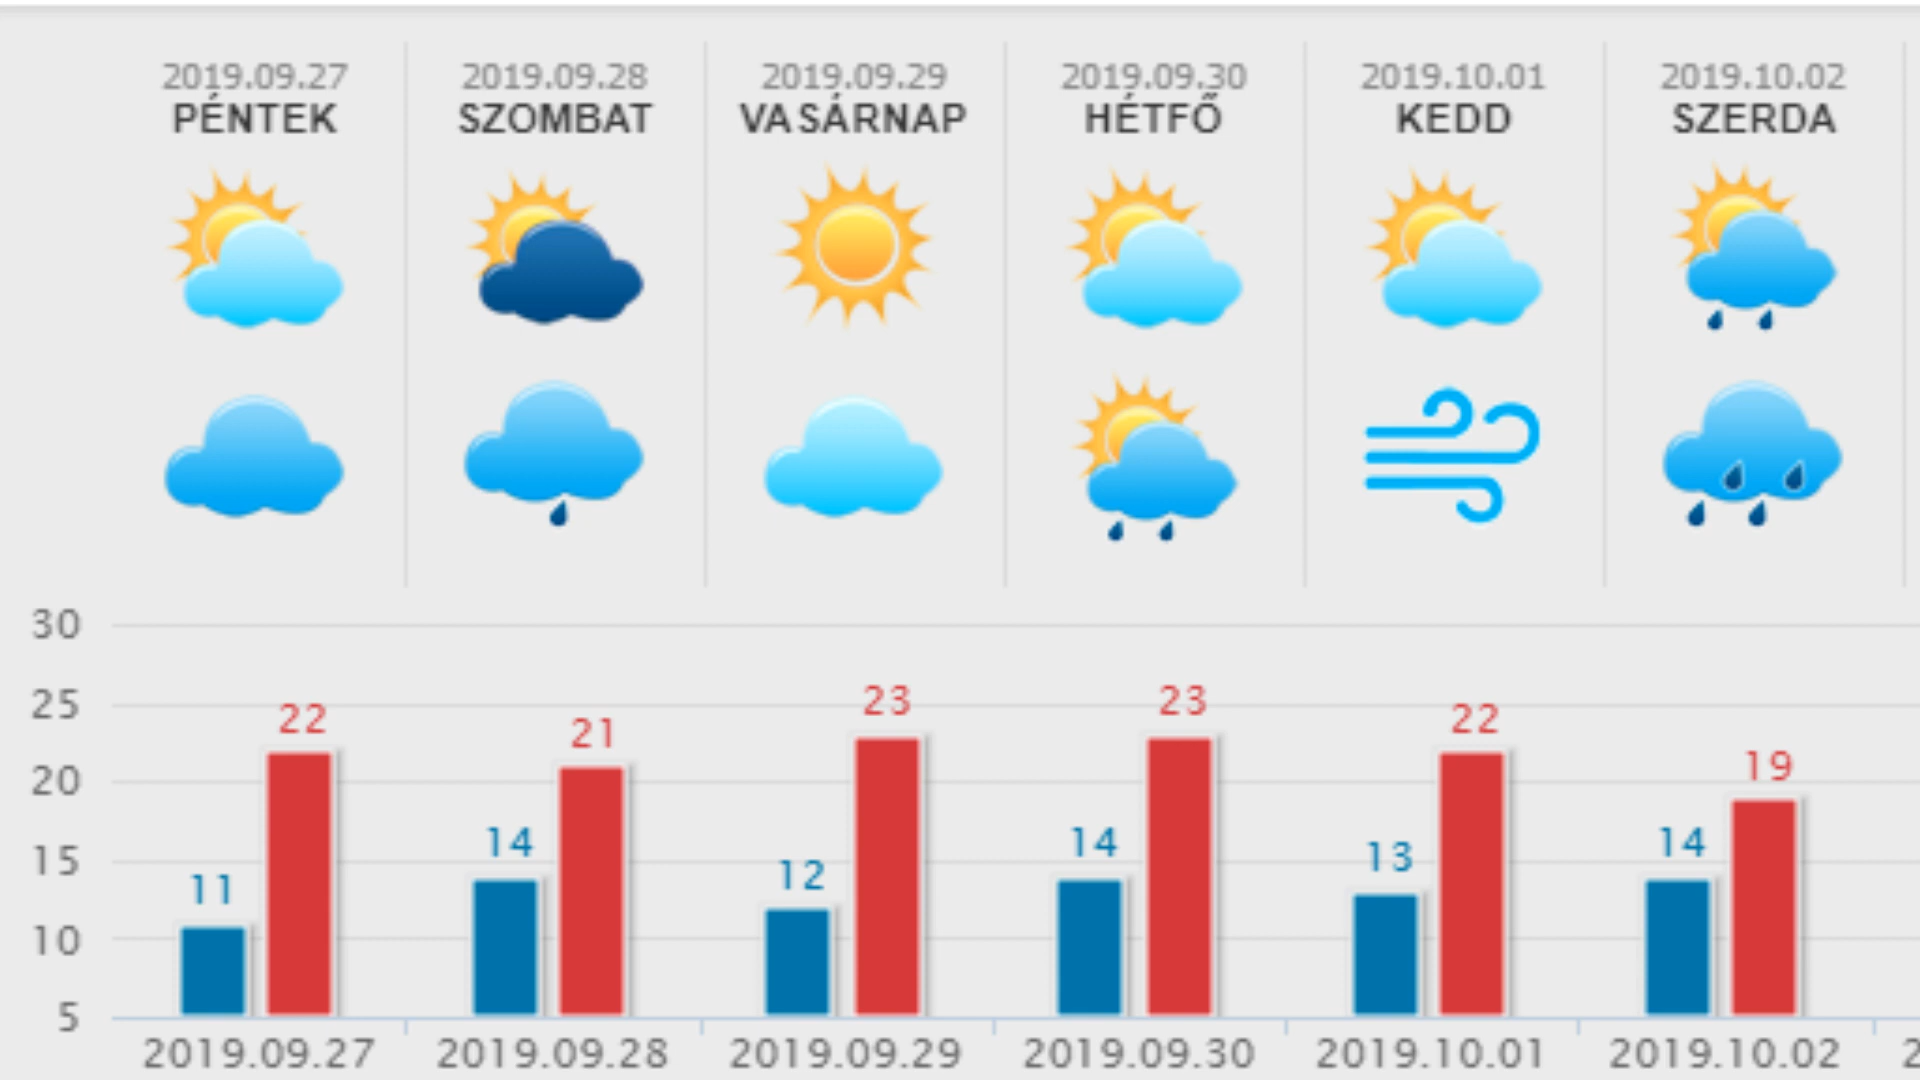 2019.09.27 2019.09.28 2019.09.29 2019.09.30 2019.10.01 2019.10.02
PÉNTEK SZOMBAT VASÁRNAP HÉTFŐ KEDD SZERDA
30
25
20
15
10
5
22 21 23 23 22 19
11 14 12 14 13 14
2019.09.27 2019.09.28 2019.09.29 2019.09.30 2019.10.01 2019.10.02